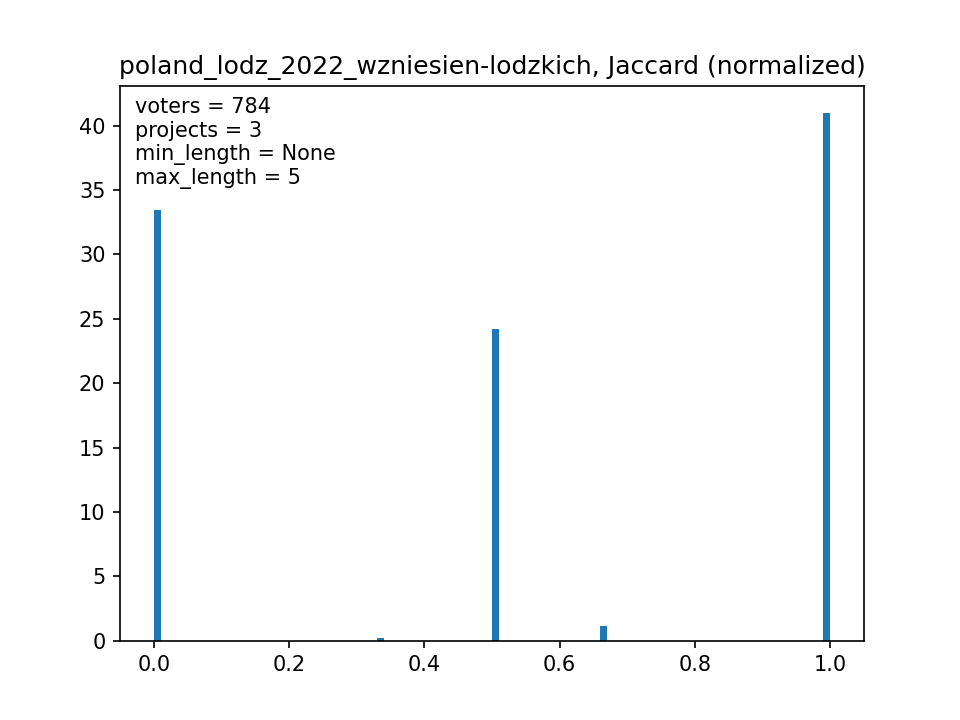 poland_lodz_2022_wzniesien-lodzkich, Jaccard (normalized)
voters = 784
projects = 3
min_length = None
max_length = 5
40
35
30
25
20
15
10
5
0
0.0 0.2 0.4 0.6 0.8 1.0